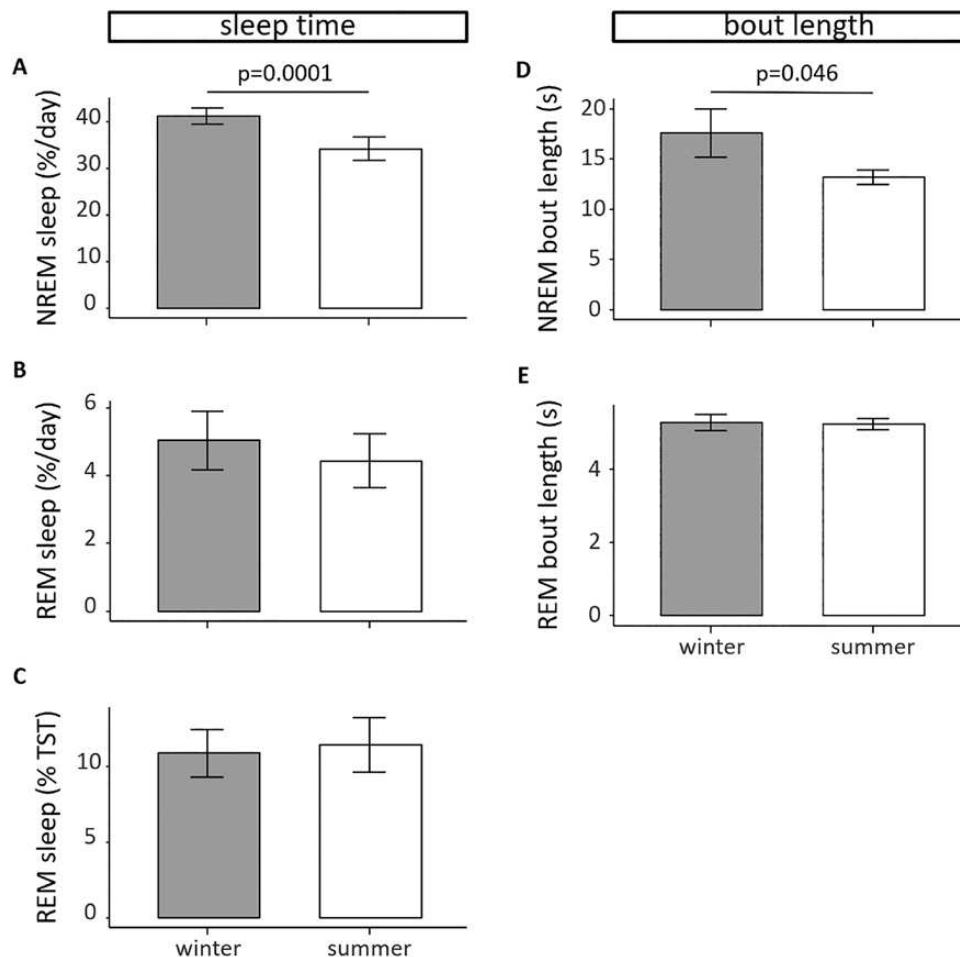 sleep time
A
p=0.0001
NREM sleep (%/day)
40
30
20
10
0
B
REM sleep (%/day)
6
4
2
0
C
REM sleep (% TST)
10
5
0
winter summer
bout length
D
p=0.046
NREM bout length (s)
20
15
10
5
0
E
REM bout length (s)
4
2
0
winter summer